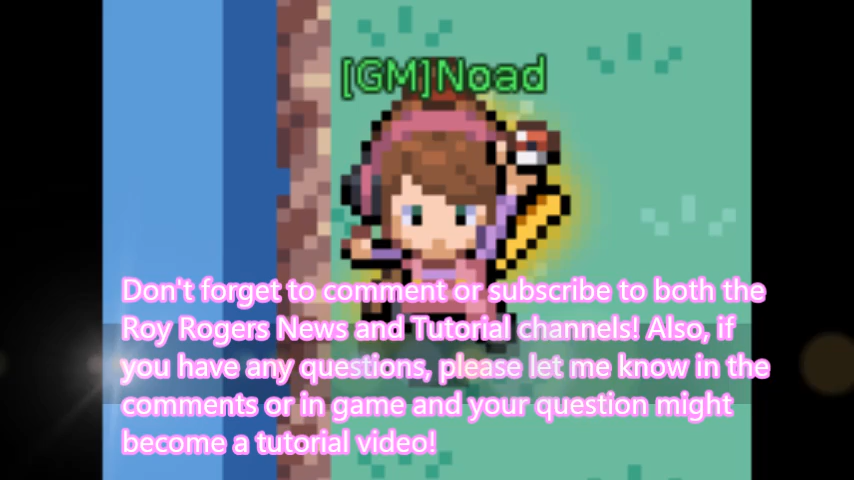 [GM]Noad
Don't forget to comment or subscribe to both the
Roy Rogers News and Tutorial channels! Also, if
you have any questions, please let me know in the
comments or in game and your question might
become a tutorial video!